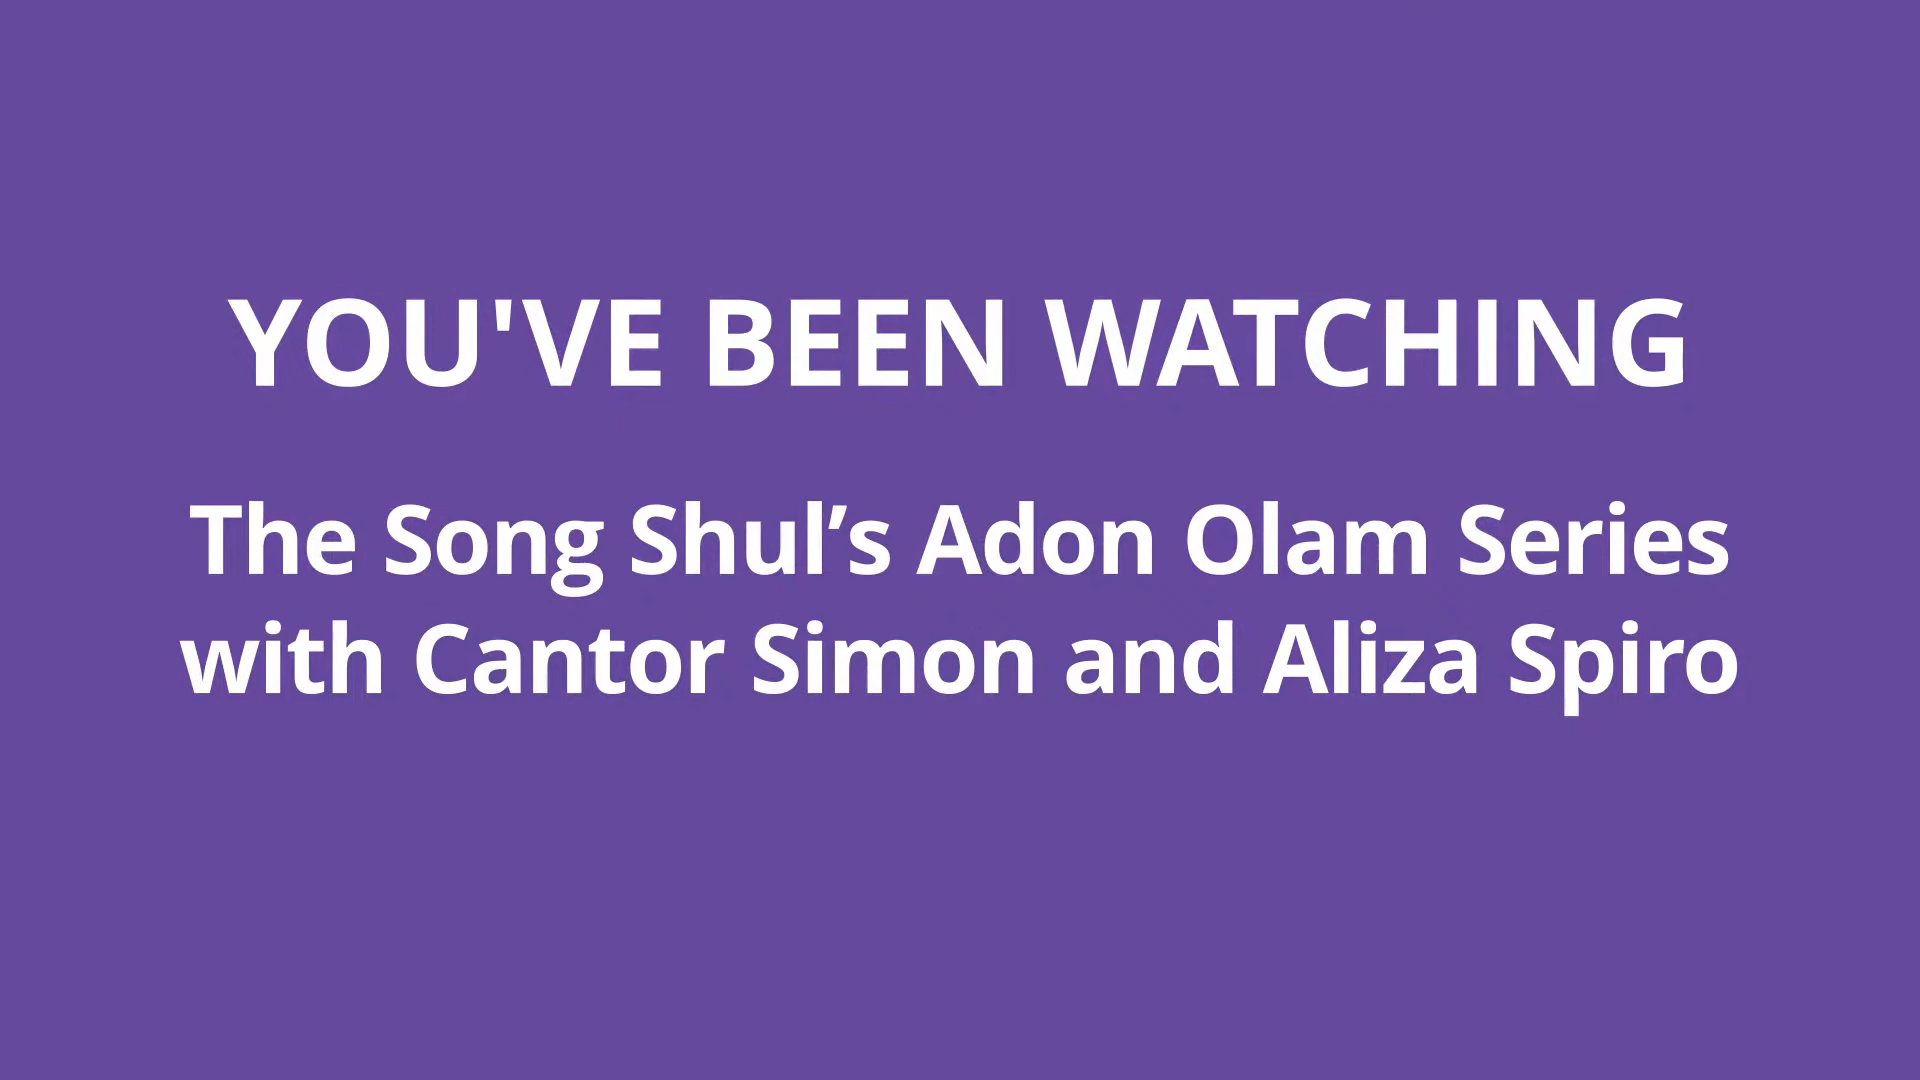 YOU'VE BEEN WATCHING
The Song Shul’s Adon Olam Series
with Cantor Simon and Aliza Spiro